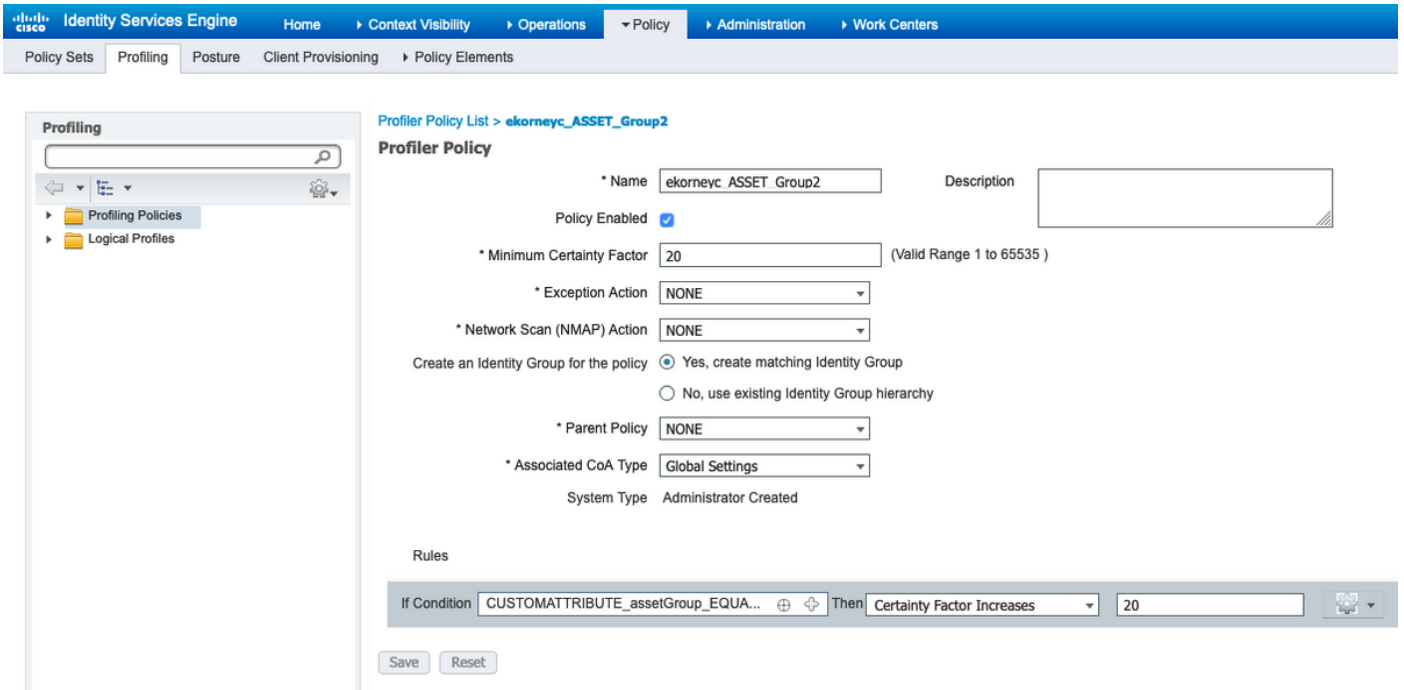 cisco Identity Services Engine Home Context Visibility Operations Policy Administration Work Centers
Policy Sets Profiling Posture Client Provisioning Policy Elements
Profiling
Profiling Policies
Logical Profiles
Profiler Policy List > ekorneyc_ASSET_Group2
Profiler Policy
* Name ekorneyc_ASSET_Group2 Description
Policy Enabled
* Minimum Certainty Factor 20 (Valid Range 1 to 65535 )
* Exception Action NONE
* Network Scan (NMAP) Action NONE
Create an Identity Group for the policy Yes, create matching Identity Group
No, use existing Identity Group hierarchy
* Parent Policy NONE
* Associated CoA Type Global Settings
System Type Administrator Created
Rules
If Condition CUSTOMATTRIBUTE_assetGroup_EQUA... Then Certainty Factor Increases 20
Save Reset